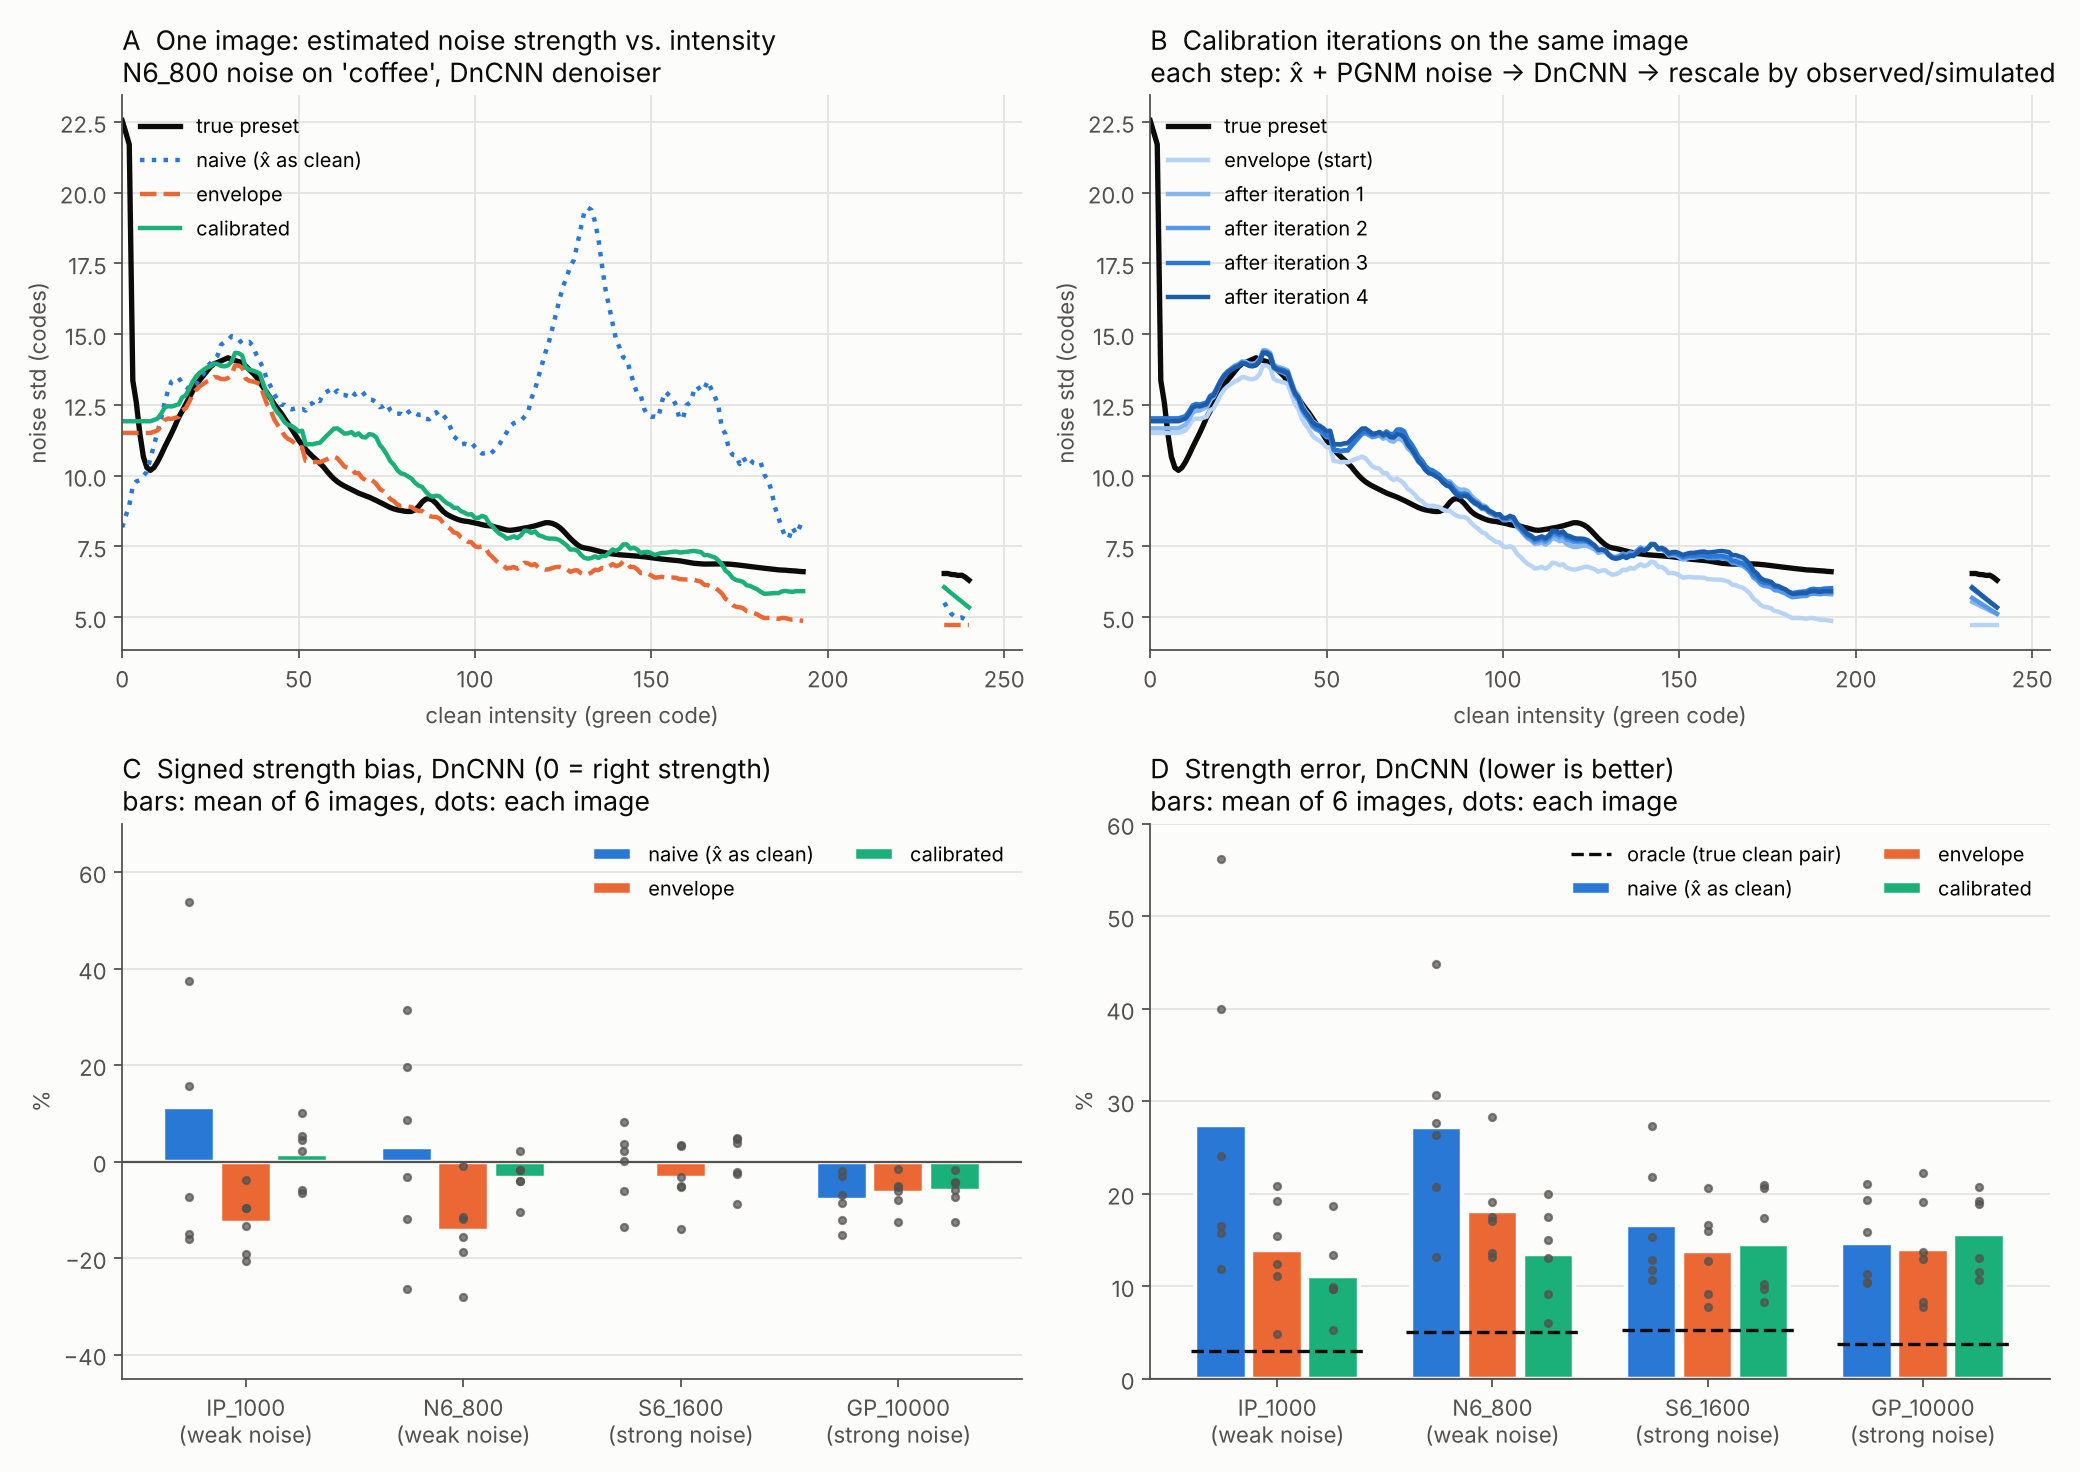 A  One image: estimated noise strength vs. intensity
N6_800 noise on 'coffee', DnCNN denoiser
noise std (codes)
22.5
20.0
17.5
15.0
12.5
10.0
7.5
5.0
true preset
naive (x̂ as clean)
envelope
calibrated
0
50
100
150
200
250
clean intensity (green code)
B  Calibration iterations on the same image
each step: x̂ + PGNM noise → DnCNN → rescale by observed/simulated
noise std (codes)
22.5
20.0
17.5
15.0
12.5
10.0
7.5
5.0
true preset
envelope (start)
after iteration 1
after iteration 2
after iteration 3
after iteration 4
0
50
100
150
200
250
clean intensity (green code)
C  Signed strength bias, DnCNN (0 = right strength)
bars: mean of 6 images, dots: each image
%
60
40
20
0
−20
−40
naive (x̂ as clean)
envelope
calibrated
IP_1000
(weak noise)
N6_800
(weak noise)
S6_1600
(strong noise)
GP_10000
(strong noise)
D  Strength error, DnCNN (lower is better)
bars: mean of 6 images, dots: each image
%
60
50
40
30
20
10
0
oracle (true clean pair)
naive (x̂ as clean)
envelope
calibrated
IP_1000
(weak noise)
N6_800
(weak noise)
S6_1600
(strong noise)
GP_10000
(strong noise)